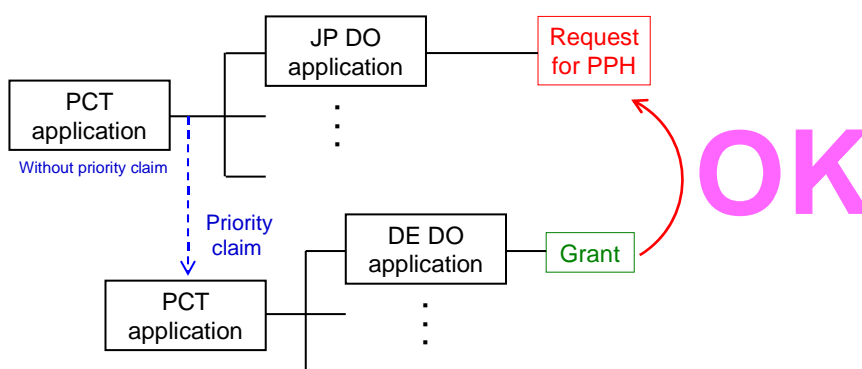 JP DO
application
Request
for PPH
PCT
application
Without priority claim
OK
Priority
claim
DE DO
application
Grant
PCT
application